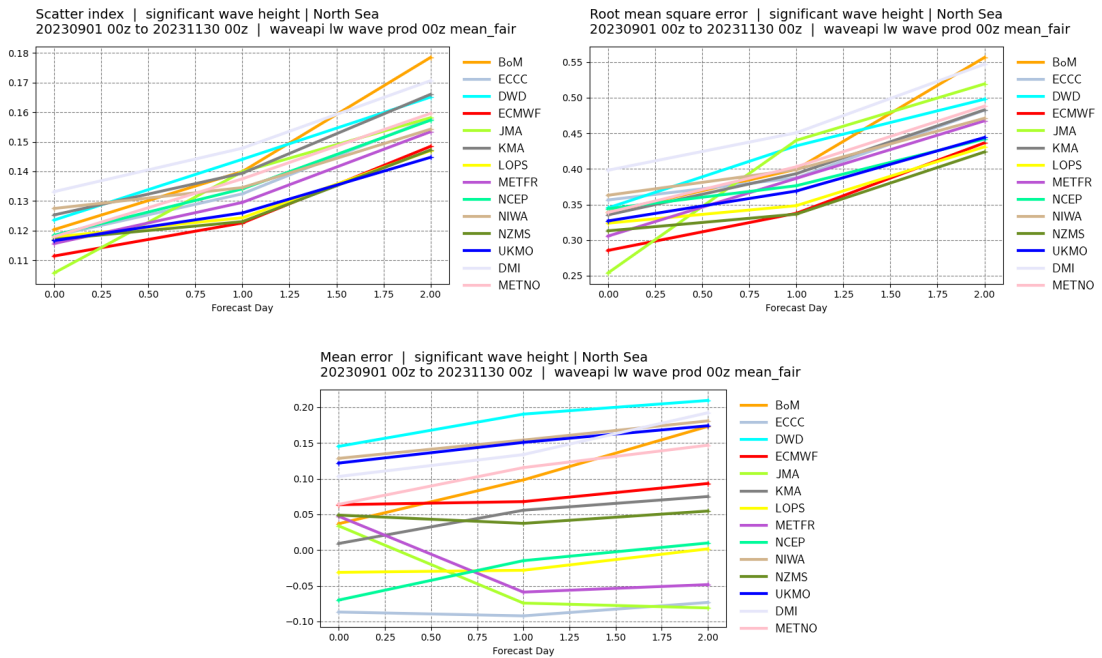 Scatter index | significant wave height | North Sea
20230901 00z to 20231130 00z | waveapi lw wave prod 00z mean_fair
0.18
0.17
0.16
0.15
0.14
0.13
0.12
0.11
0.00 0.25 0.50 0.75 1.00 1.25 1.50 1.75 2.00
Forecast Day
BoM
ECCC
DWD
ECMWF
JMA
KMA
LOPS
METFR
NCEP
NIWA
NZMS
UKMO
DMI
METNO
Root mean square error | significant wave height | North Sea
20230901 00z to 20231130 00z | waveapi lw wave prod 00z mean_fair
0.55
0.50
0.45
0.40
0.35
0.30
0.25
0.00 0.25 0.50 0.75 1.00 1.25 1.50 1.75 2.00
Forecast Day
BoM
ECCC
DWD
ECMWF
JMA
KMA
LOPS
METFR
NCEP
NIWA
NZMS
UKMO
DMI
METNO
Mean error | significant wave height | North Sea
20230901 00z to 20231130 00z | waveapi lw wave prod 00z mean_fair
0.20
0.15
0.10
0.05
0.00
−0.05
−0.10
0.00 0.25 0.50 0.75 1.00 1.25 1.50 1.75 2.00
Forecast Day
BoM
ECCC
DWD
ECMWF
JMA
KMA
LOPS
METFR
NCEP
NIWA
NZMS
UKMO
DMI
METNO